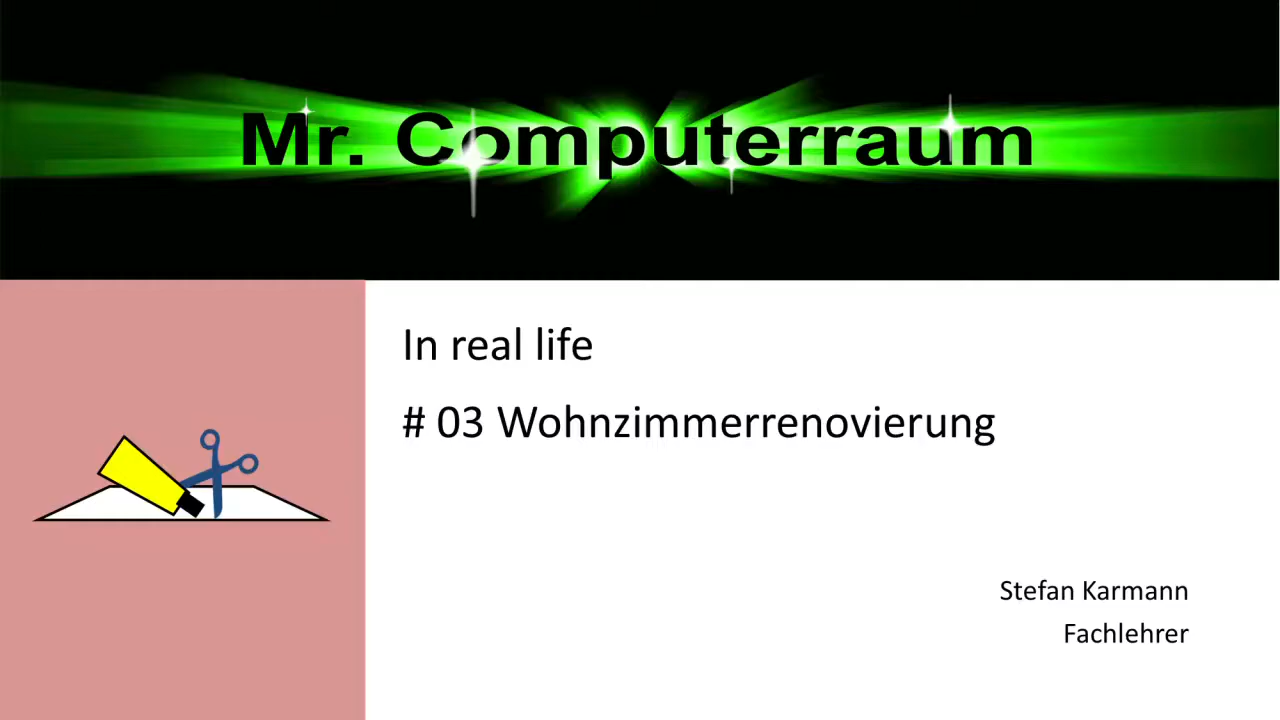 Mr. Computerraum
In real life
# 03 Wohnzimmerrenovierung
Stefan Karmann
Fachlehrer